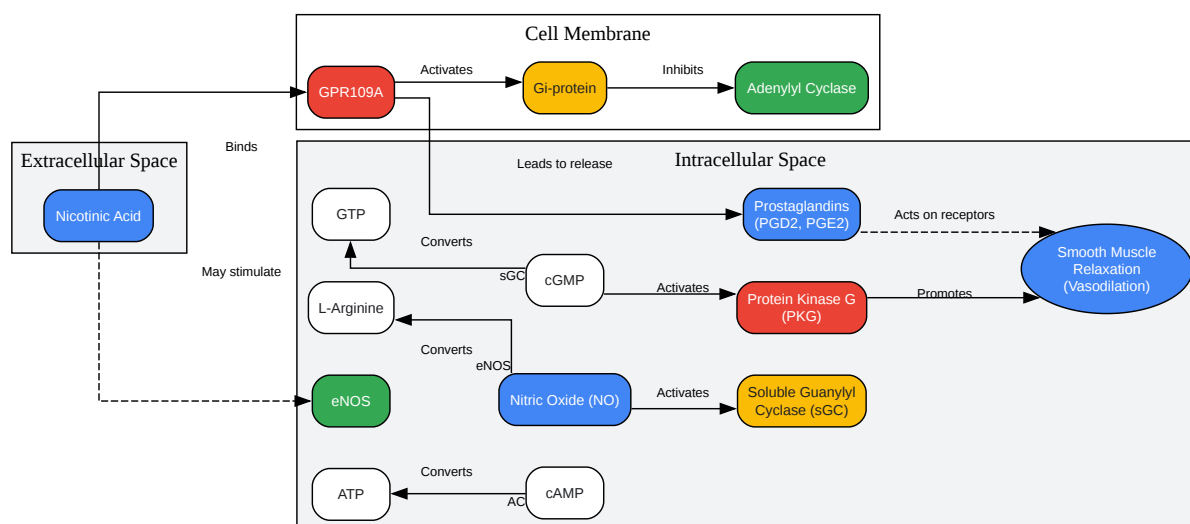 Cell Membrane
GPR109A
Activates
Gi-protein
Inhibits
Adenylyl Cyclase
Extracellular Space
Nicotinic Acid
Binds
May stimulate
Intracellular Space
Leads to release
GTP
Converts
sGC
cGMP
Prostaglandins
(PGD2, PGE2)
Acts on receptors
Smooth Muscle
Relaxation
(Vasodilation)
L-Arginine
Activates
Protein Kinase G
(PKG)
Promotes
Converts
eNOS
eNOS
Nitric Oxide (NO)
Activates
Soluble Guanylyl
Cyclase (sGC)
ATP
Converts
AC
cAMP